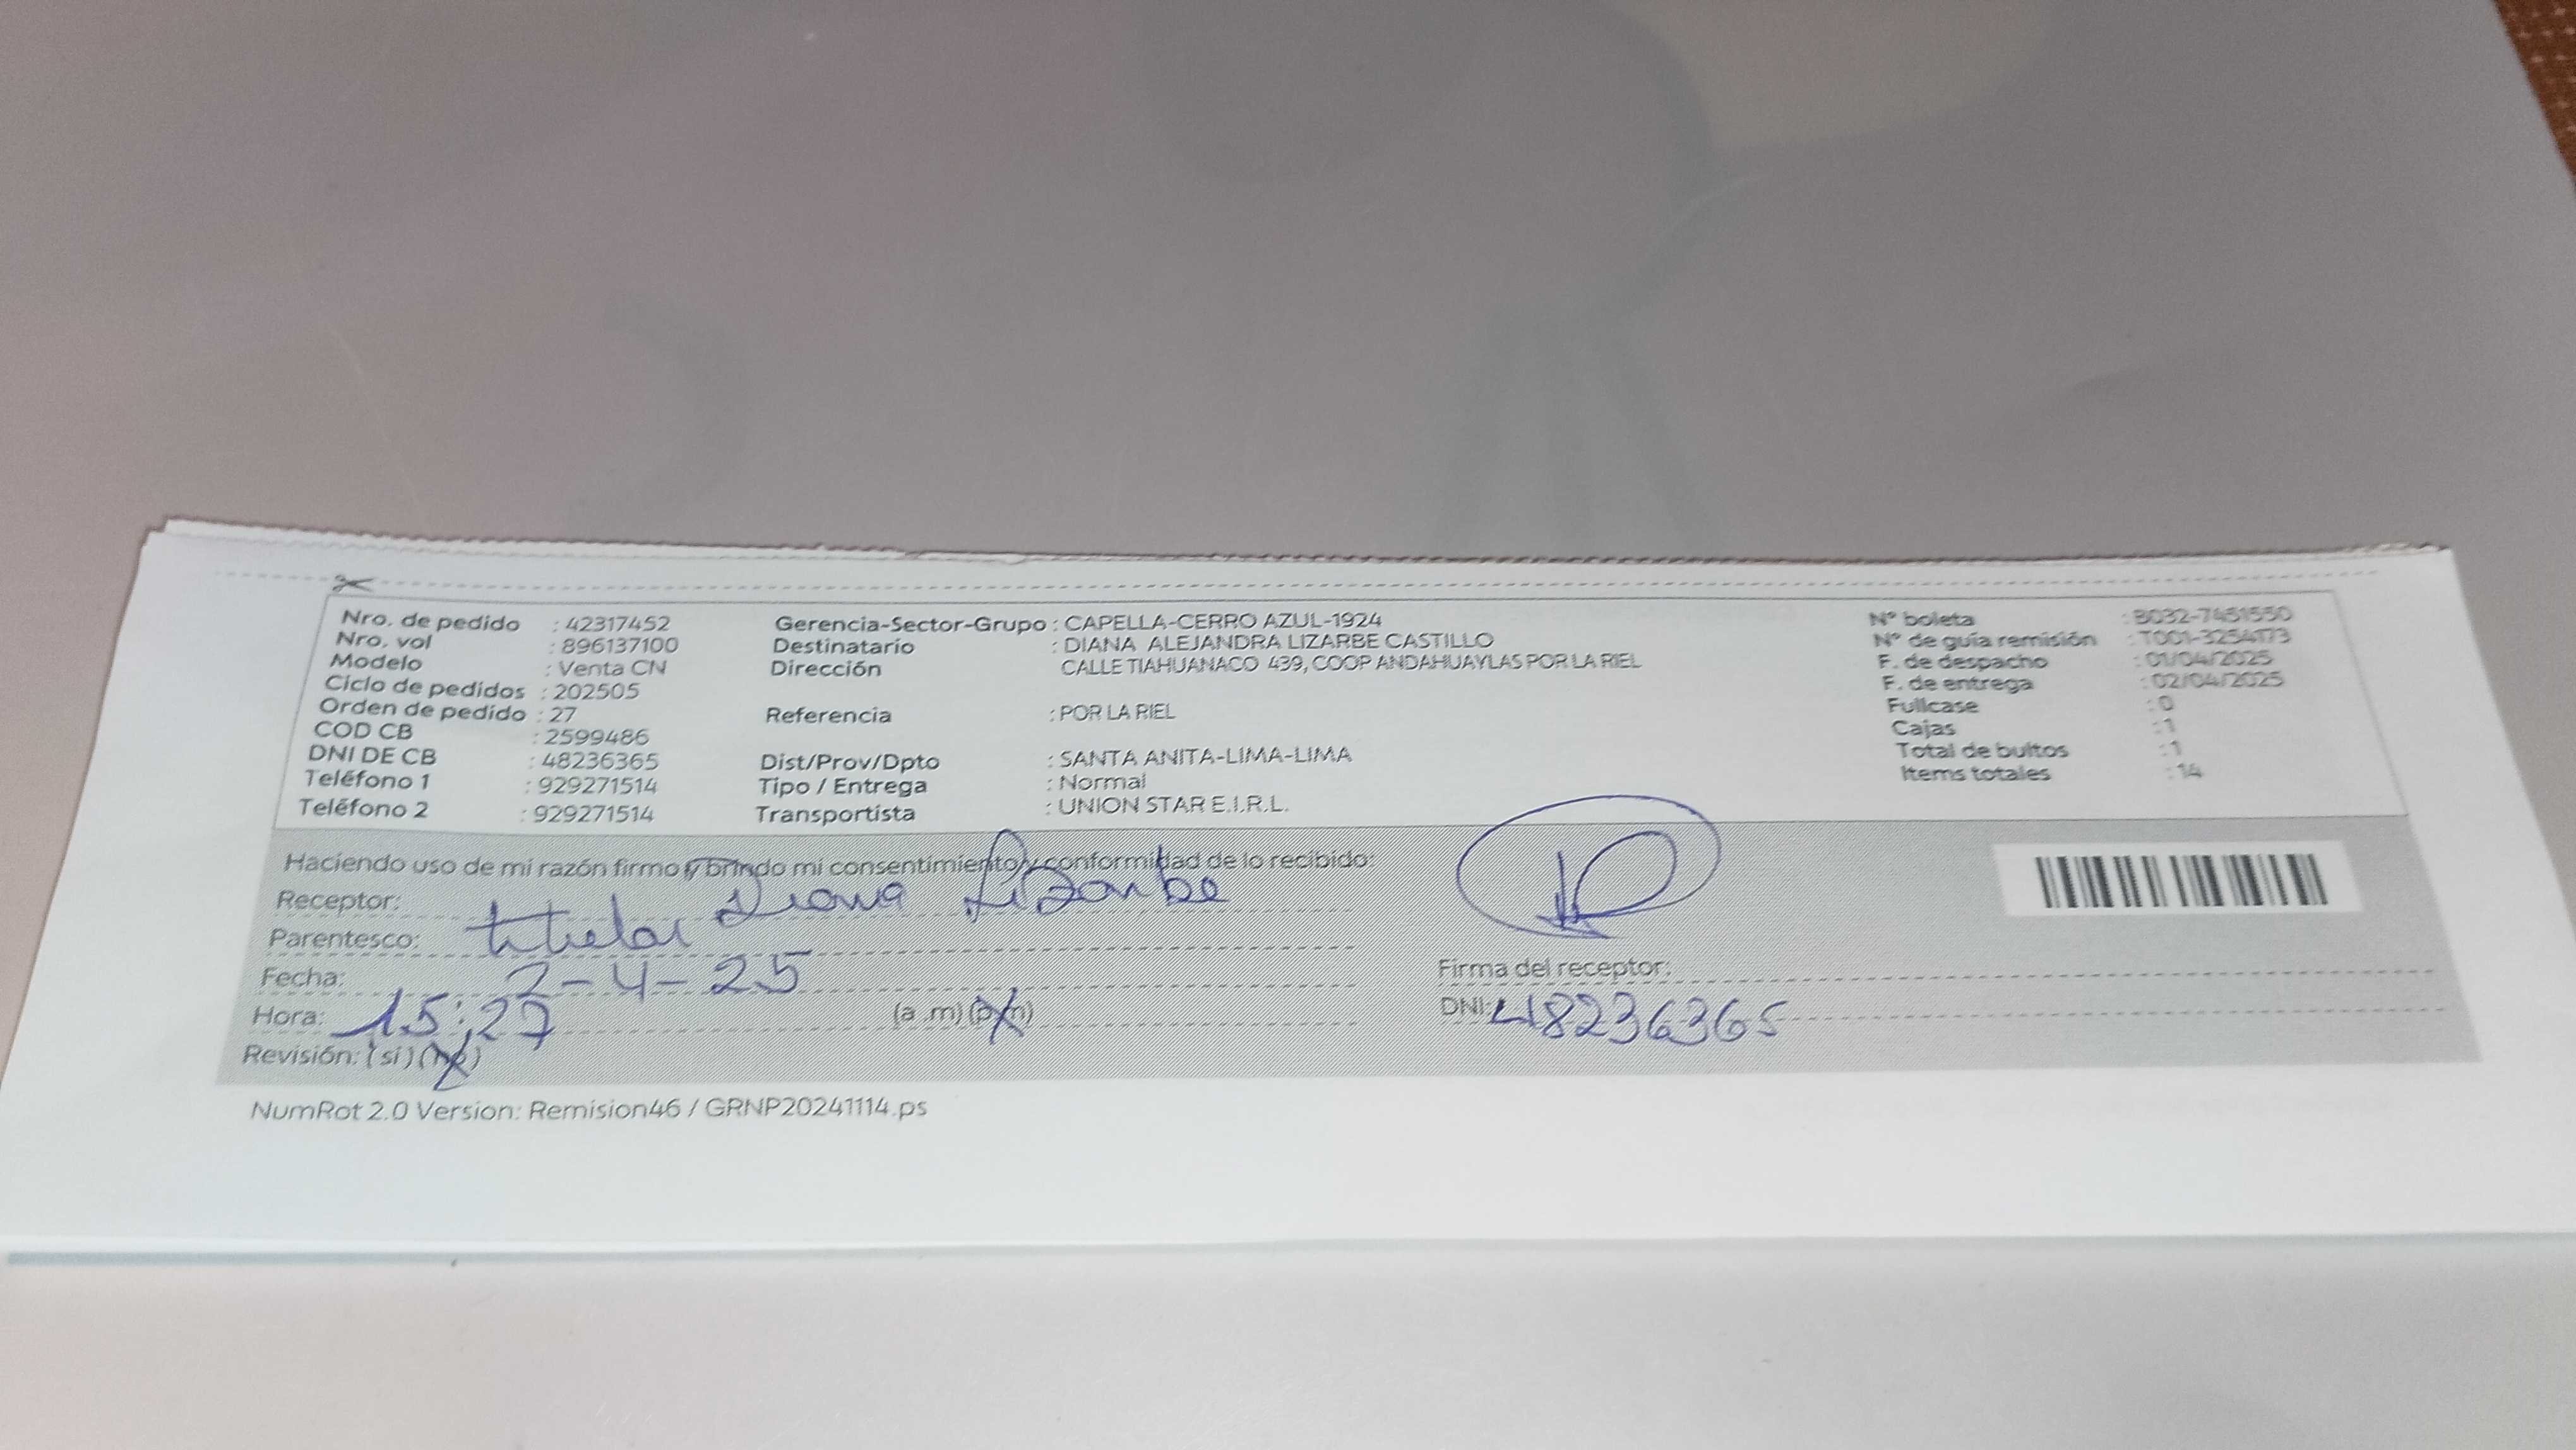 Nro. de pedido : 42317452
Nro. vol : 896137100
Modelo : Venta CN
Ciclo de pedidos : 202505
Orden de pedido : 27
COD CB : 2599486
DNI DE CB : 48236365
Teléfono 1 : 929271514
Teléfono 2 : 929271514
Gerencia-Sector-Grupo : CAPELLA-CERRO AZUL-1924
Destinatario : DIANA ALEJANDRA LIZARBE CASTILLO
Dirección CALLE TIAHUANACO 439, COOP ANDAHUAYLAS POR LA RIEL
Referencia : POR LA RIEL
Dist/Prov/Dpto : SANTA ANITA-LIMA-LIMA
Tipo / Entrega : Normal
Transportista : UNION STAR E.I.R.L.
N° boleta : B032-7451550
N° de guía remisión : T001-3254173
F. de despacho : 01/04/2025
F. de entrega : 02/04/2025
Fullcase : 0
Cajas : 1
Total de bultos : 1
Items totales : 14
Haciendo uso de mi razón firmo y brindo mi consentimiento y conformidad de lo recibido:
Receptor: Diana Lizarbe
Parentesco: titular
Fecha: 2-4-25
Hora: 15:27 (a .m) (p.m)
Revisión: (si) (no)
Firma del receptor:
DNI: 48236365
NumRot 2.0 Version: Remision46 / GRNP20241114.ps